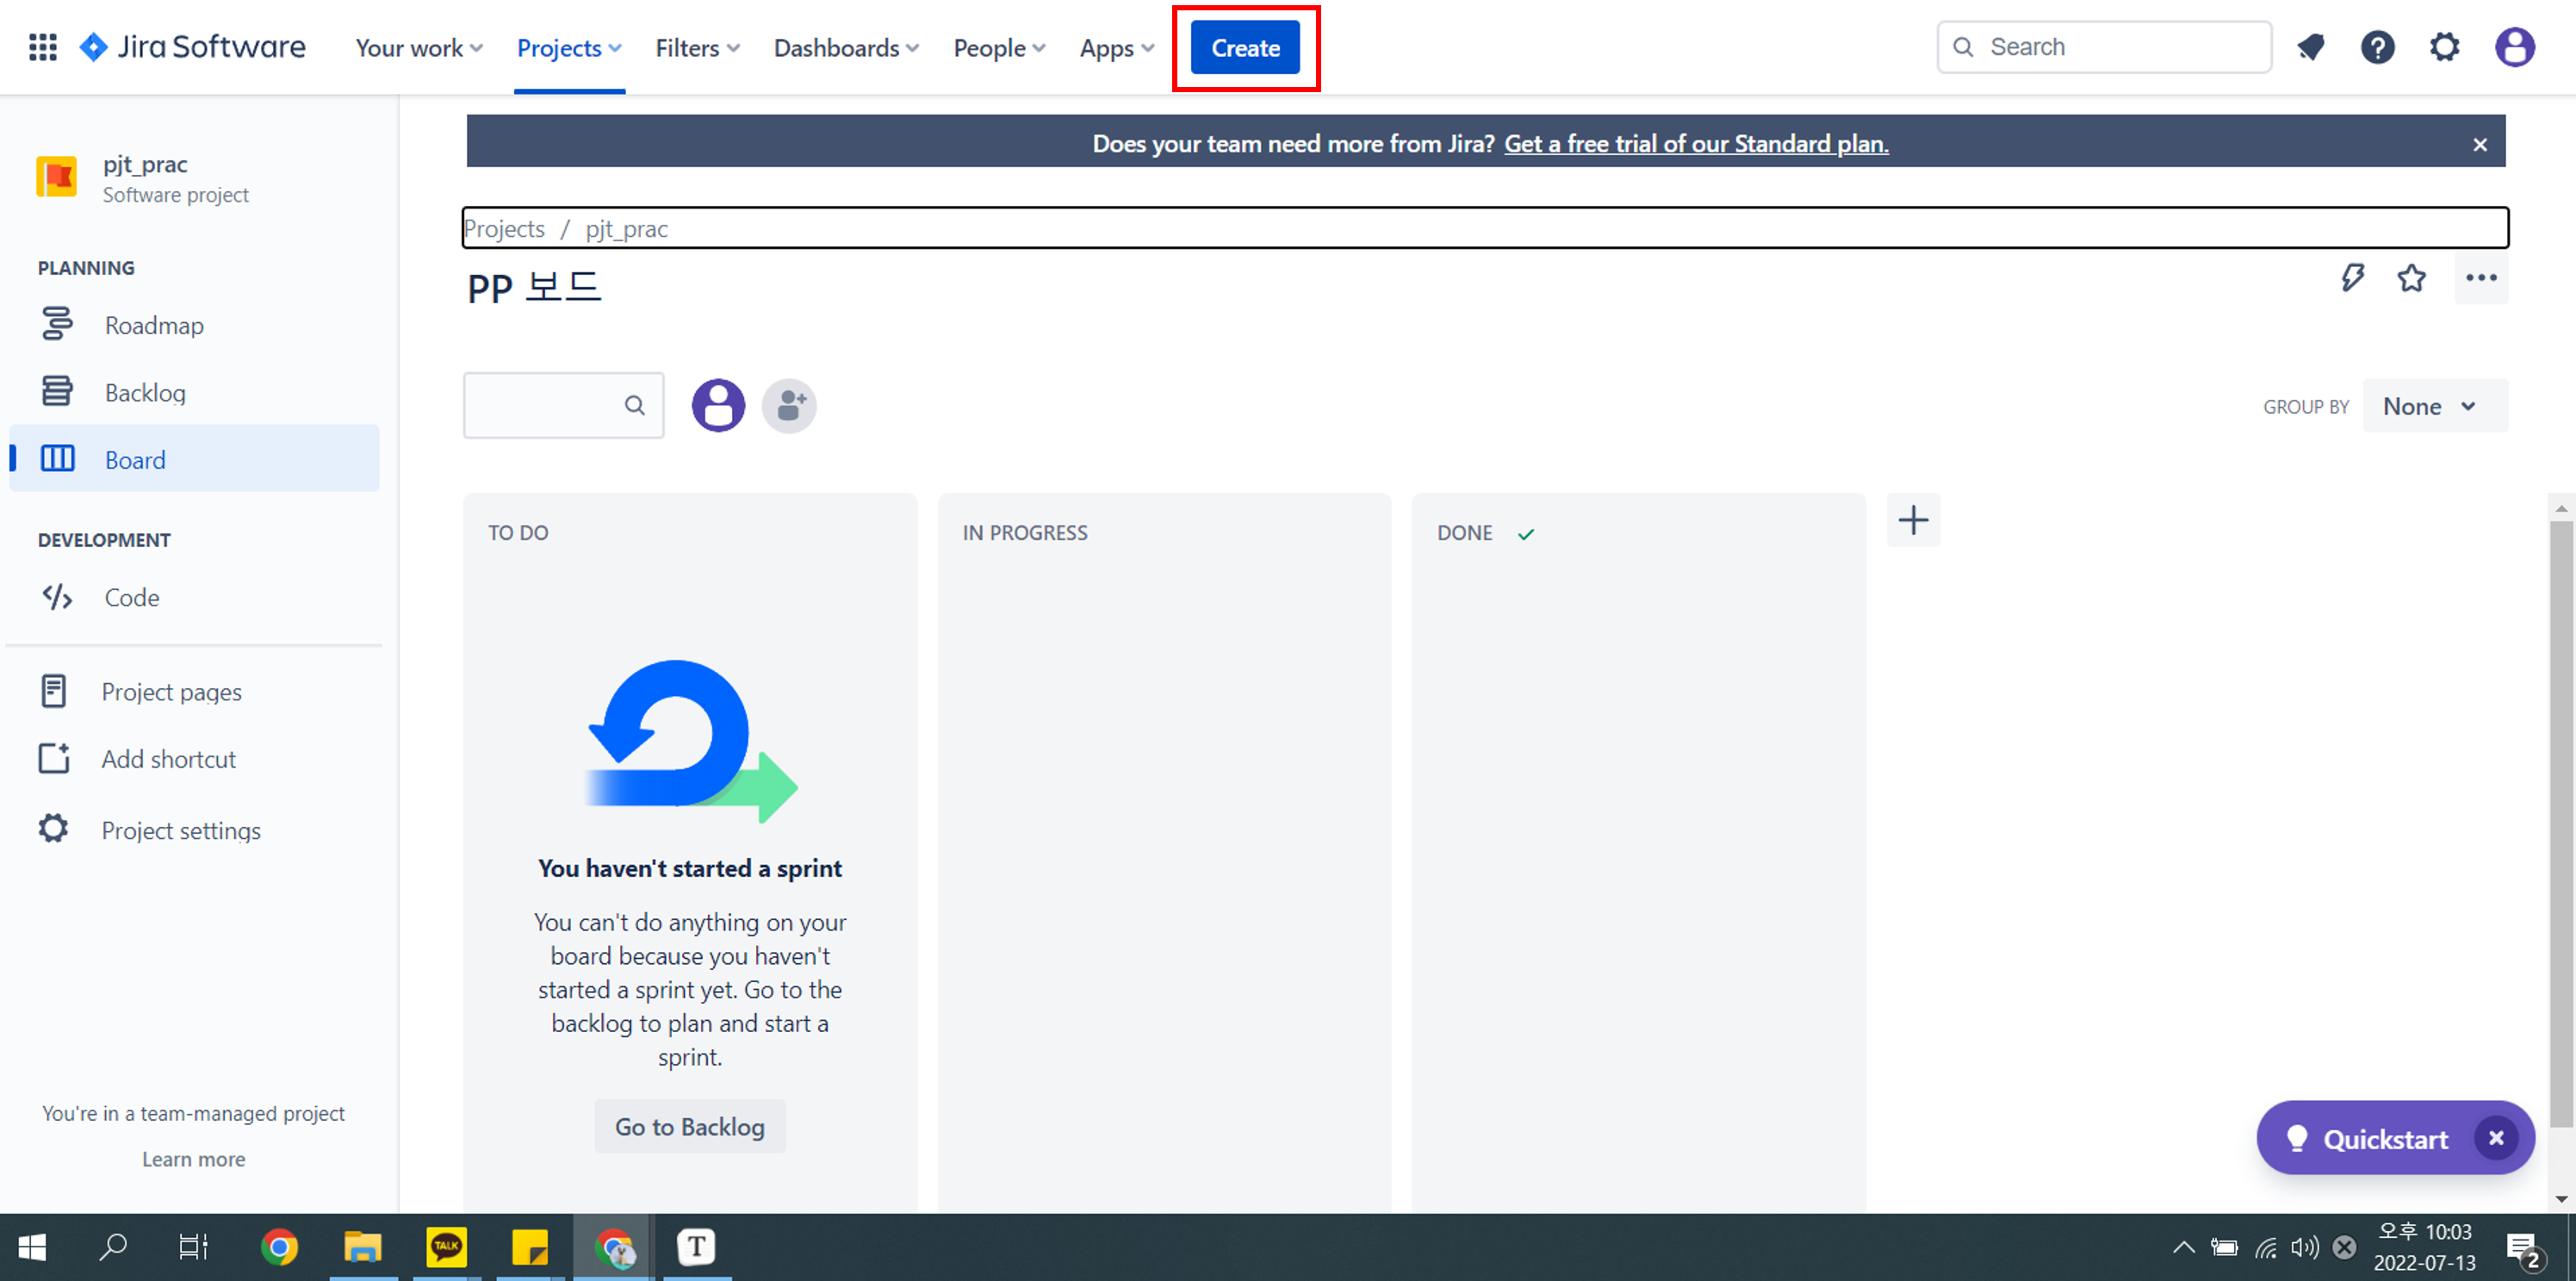 Jira Software
Your work
Projects
Filters
Dashboards
People
Apps
Create
Search
Does your team need more from Jira? Get a free trial of our Standard plan.
pjt_prac
Software project
Projects / pjt_prac
PP 보드
PLANNING
Roadmap
Backlog
Board
GROUP BY None
DEVELOPMENT
Code
Project pages
Add shortcut
Project settings
You're in a team-managed project
Learn more
TO DO
IN PROGRESS
DONE
You haven't started a sprint
You can't do anything on your
board because you haven't
started a sprint yet. Go to the
backlog to plan and start a
sprint.
Go to Backlog
Quickstart
TALK
T
오후 10:03
2022-07-13
2